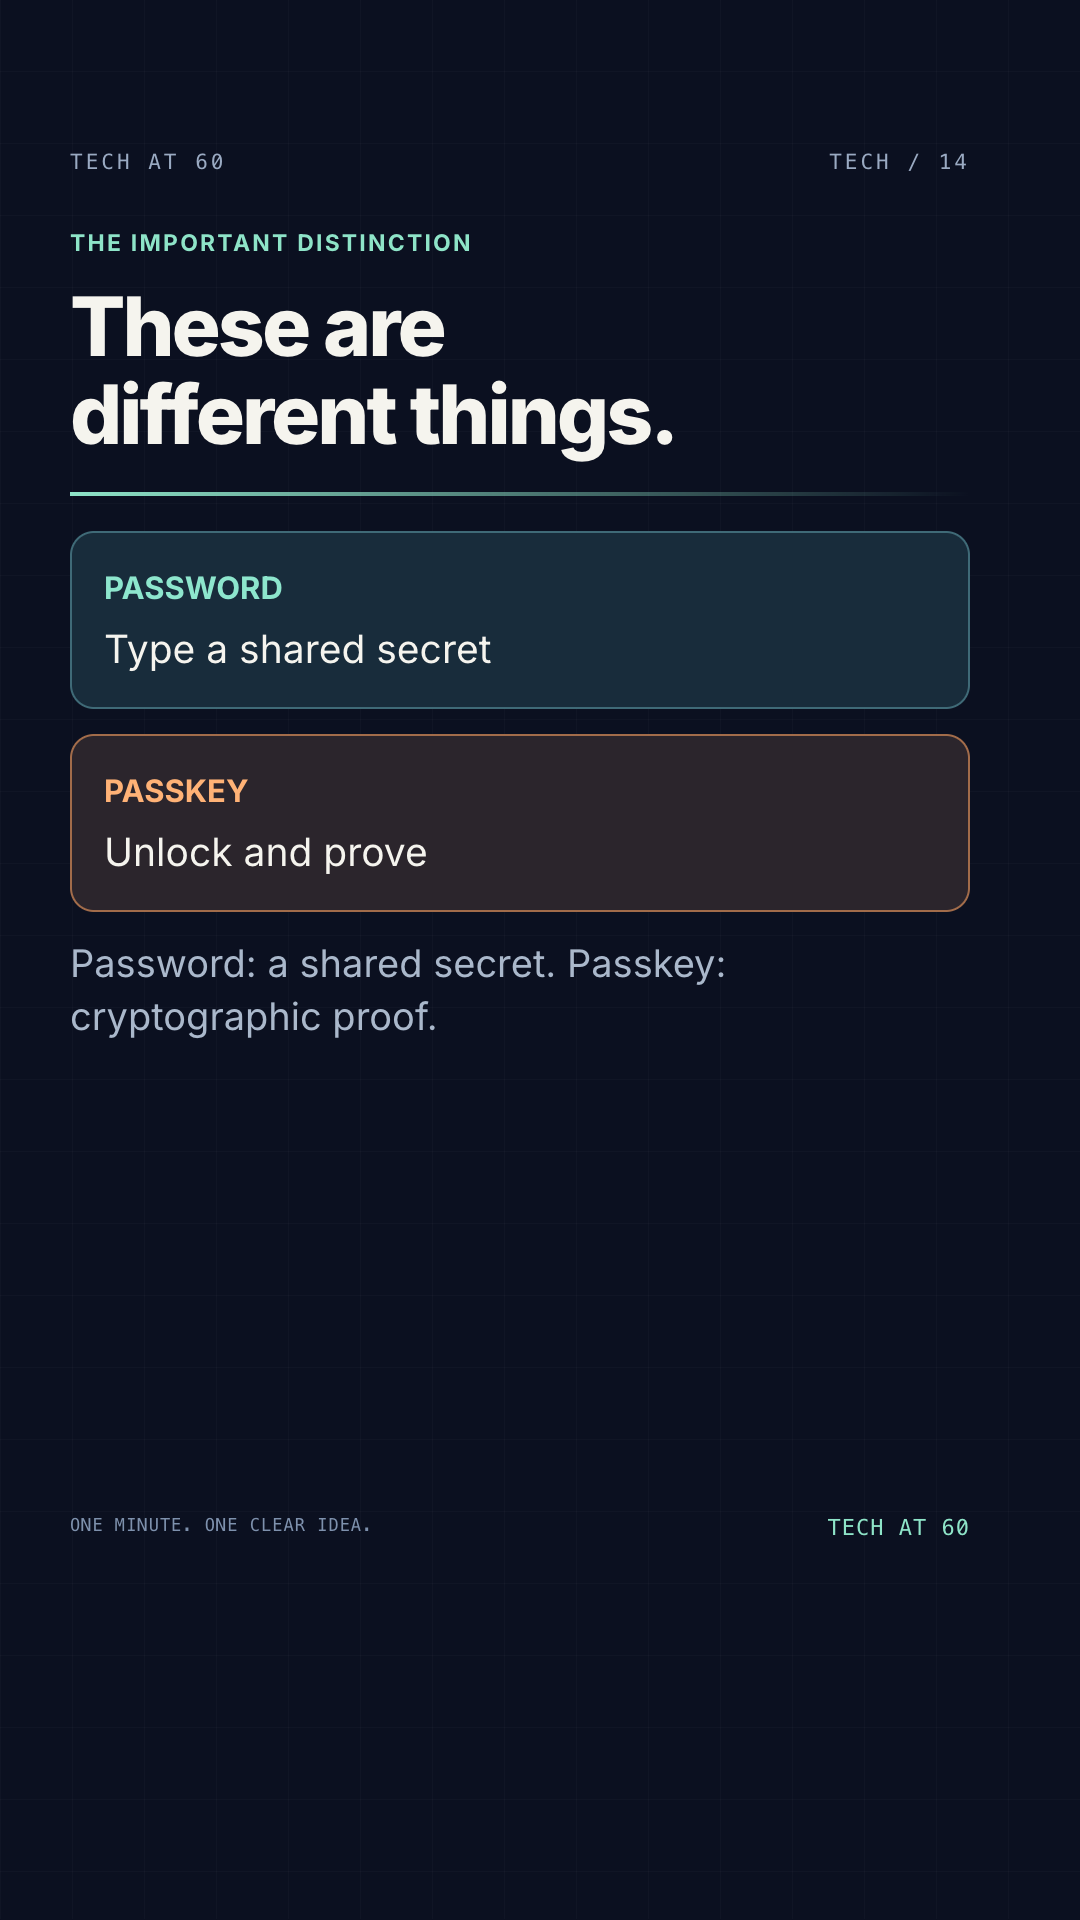 TECH AT 60
TECH / 14
THE IMPORTANT DISTINCTION
These are
different things.
PASSWORD
Type a shared secret
PASSKEY
Unlock and prove
Password: a shared secret. Passkey:
cryptographic proof.
ONE MINUTE. ONE CLEAR IDEA.
TECH AT 60